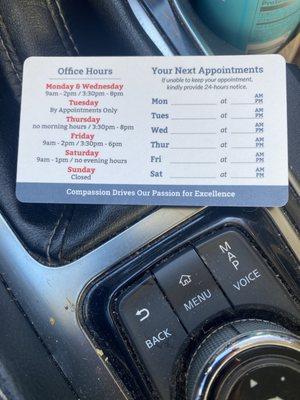 Office Hours
Monday & Wednesday
9am - 2pm / 3:30pm - 8pm
Tuesday
By Appointments Only
Thursday
no morning hours / 3:30pm - 8pm
Friday
9am - 2pm / 3:30pm - 6pm
Saturday
9am - 1pm / no evening hours
Sunday
Closed
Your Next Appointments
If unable to keep your appointment,
kindly provide 24-hours notice.
Mon at AM PM
Tues at AM PM
Wed at AM PM
Thur at AM PM
Fri at AM PM
Sat at AM PM
Compassion Drives Our Passion for Excellence
BACK
MENU
MAP
VOICE